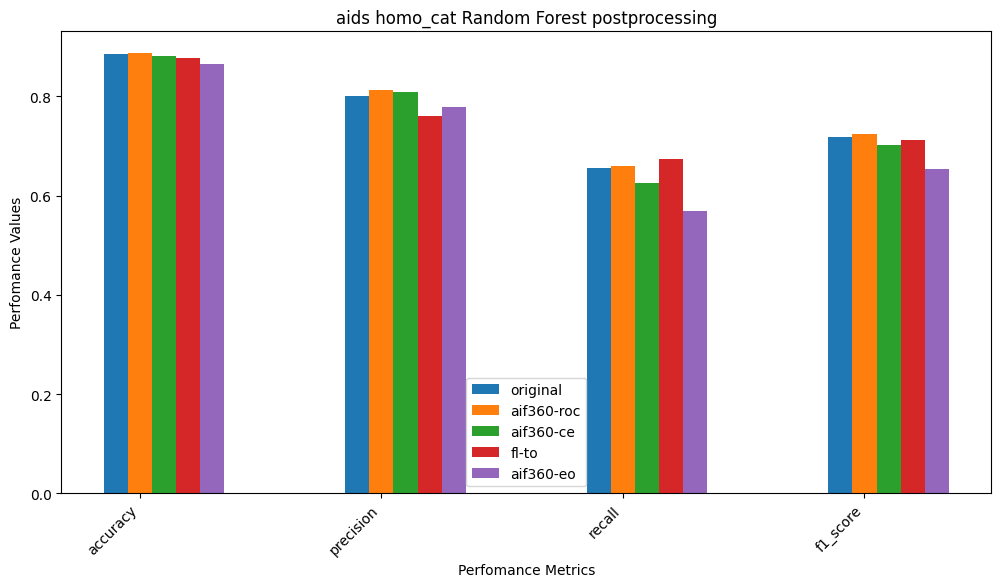 aids homo_cat Random Forest postprocessing
Perfomance Values
0.8
0.6
0.4
0.2
0.0
original
aif360-roc
aif360-ce
fl-to
aif360-eo
accuracy
precision
recall
f1_score
Perfomance Metrics